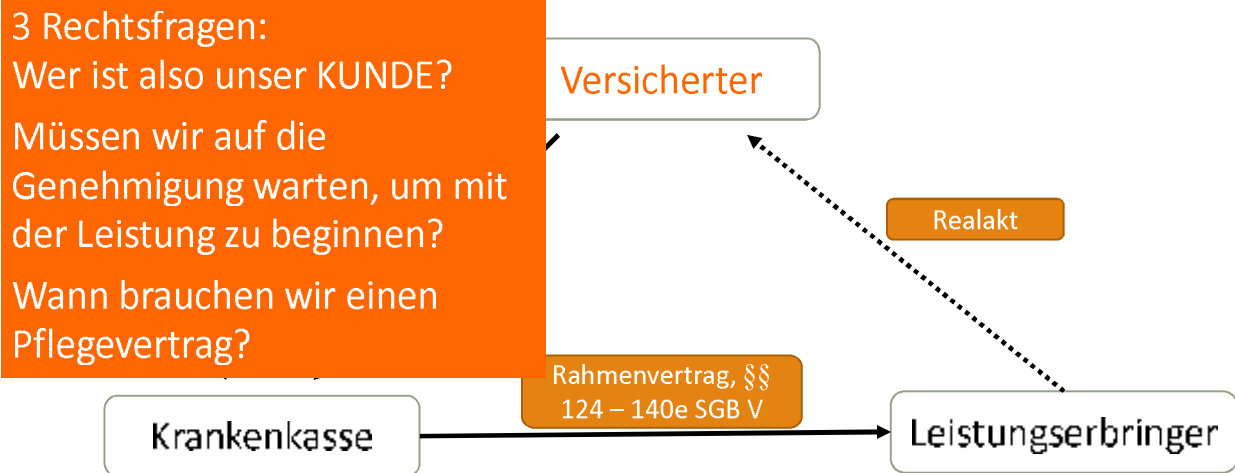 3 Rechtsfragen:
Wer ist also unser KUNDE?
Müssen wir auf die
Genehmigung warten, um mit
der Leistung zu beginnen?
Wann brauchen wir einen
Pflegevertrag?
Versicherter
Realakt
Rahmenvertrag, §§
124 – 140e SGB V
Krankenkasse
Leistungserbringer